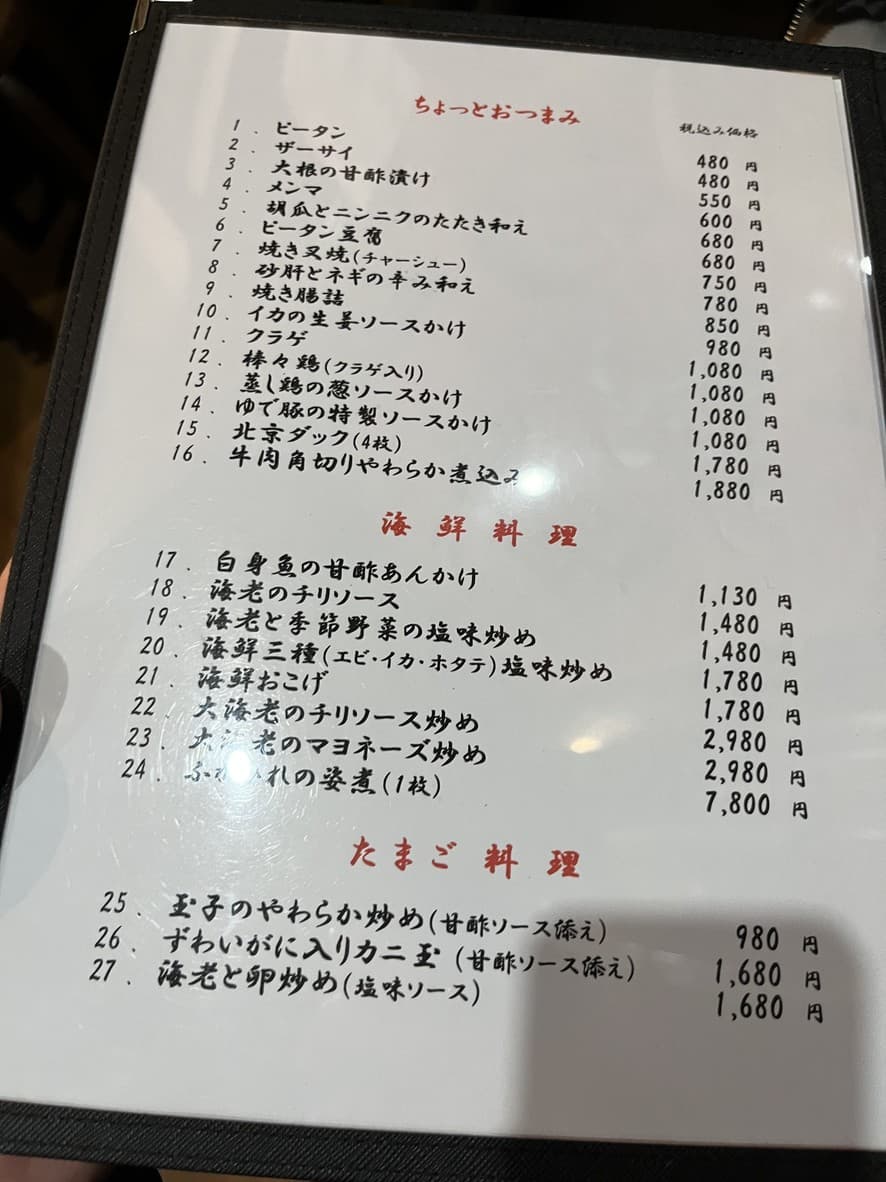 ちょっとおつまみ
税込み価格
1. ピータン 480 円
2. ザーサイ 480 円
3. 大根の甘酢漬け 550 円
4. メンマ 600 円
5. 胡瓜とニンニクのたたき和え 680 円
6. ピータン豆腐 680 円
7. 焼き叉焼(チャーシュー) 750 円
8. 砂肝とネギの辛み和え 780 円
9. 焼き腸詰 850 円
10. イカの生姜ソースかけ 980 円
11. クラゲ 1,080 円
12. 棒々鶏(クラゲ入り) 1,080 円
13. 蒸し鶏の葱ソースかけ 1,080 円
14. ゆで豚の特製ソースかけ 1,080 円
15. 北京ダック(4枚) 1,780 円
16. 牛肉角切りやわらか煮込み 1,880 円
海鮮料理
17. 白身魚の甘酢あんかけ 1,130 円
18. 海老のチリソース 1,480 円
19. 海老と季節野菜の塩味炒め 1,480 円
20. 海鮮三種(エビ・イカ・ホタテ)塩味炒め 1,780 円
21. 海鮮おこげ 1,780 円
22. 大海老のチリソース炒め 2,980 円
23. 大海老のマヨネーズ炒め 2,980 円
24. ふかひれの姿煮(1枚) 7,800 円
たまご料理
25. 玉子のやわらか炒め(甘酢ソース添え) 980 円
26. ずわいがに入りカニ玉(甘酢ソース添え) 1,680 円
27. 海老と卵炒め(塩味ソース) 1,680 円